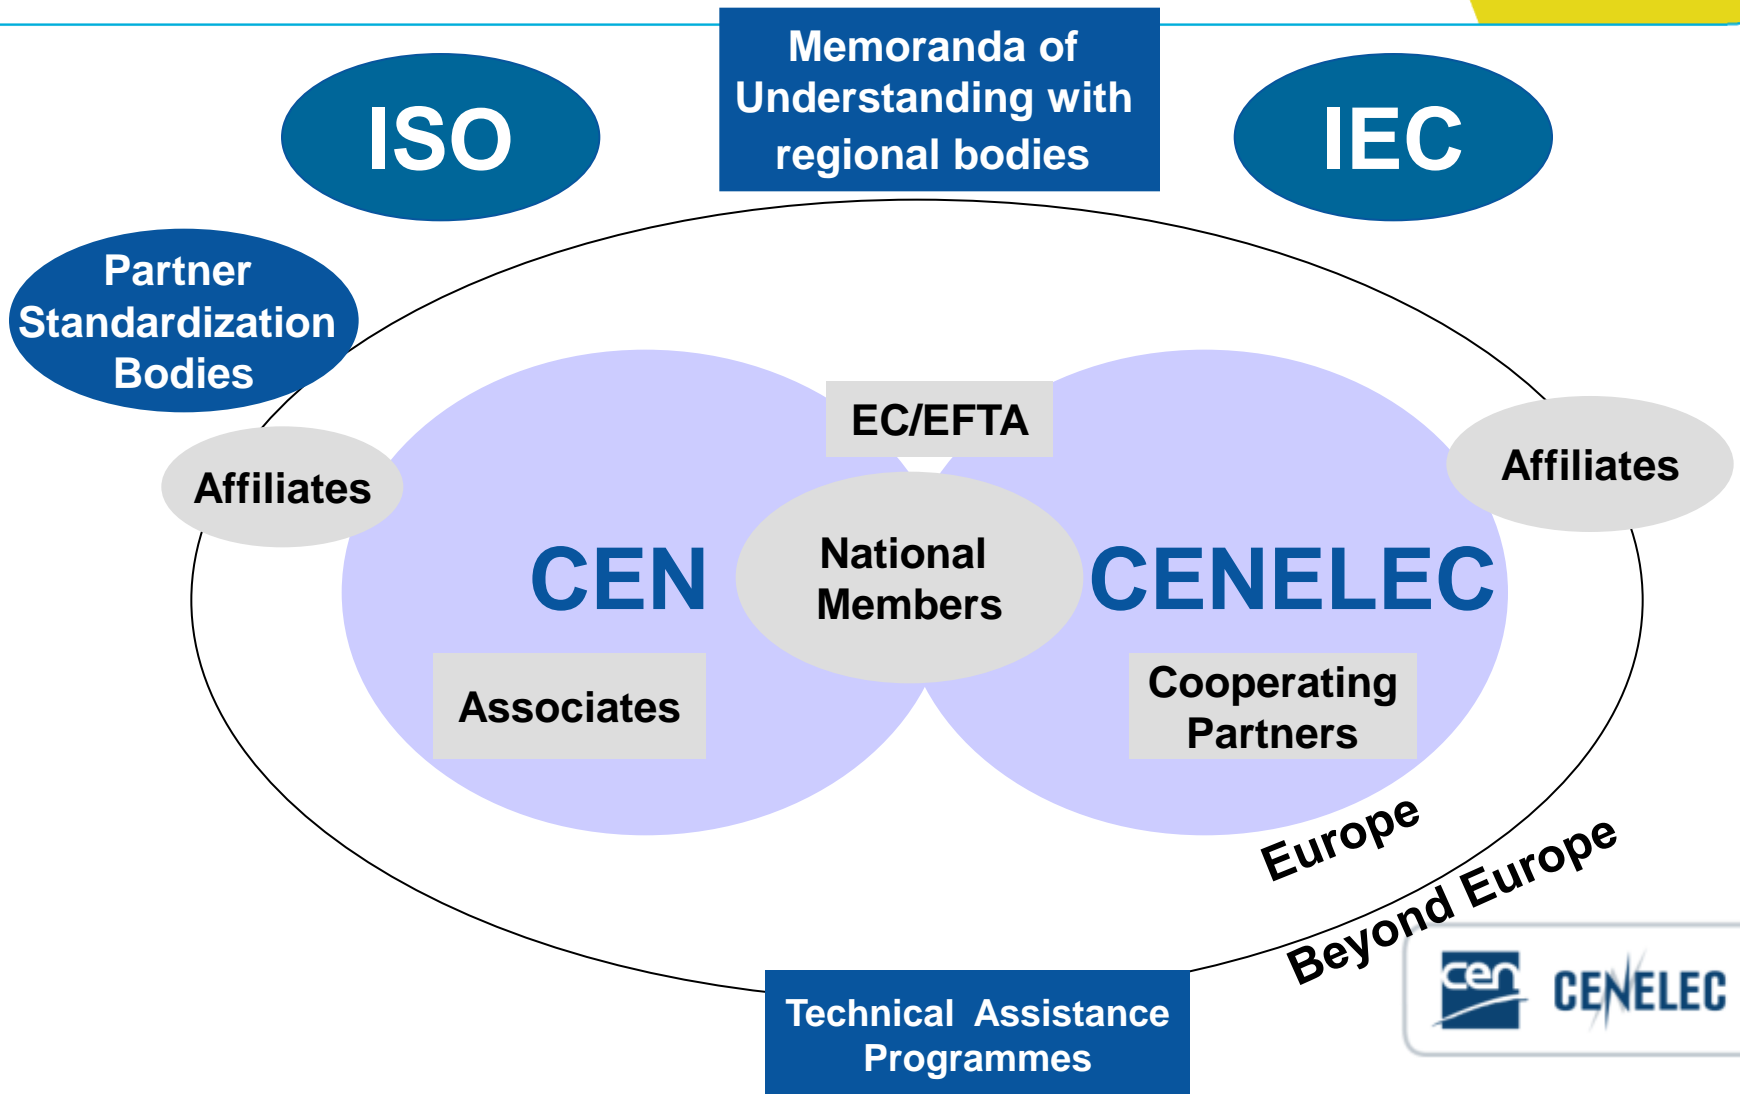 Memoranda of
Understanding with
regional bodies
ISO
IEC
Partner
Standardization
Bodies
EC/EFTA
Affiliates
Affiliates
CEN
National
Members
CENELEC
Associates
Cooperating
Partners
Europe
Beyond Europe
Technical Assistance
Programmes
cen
CENELEC